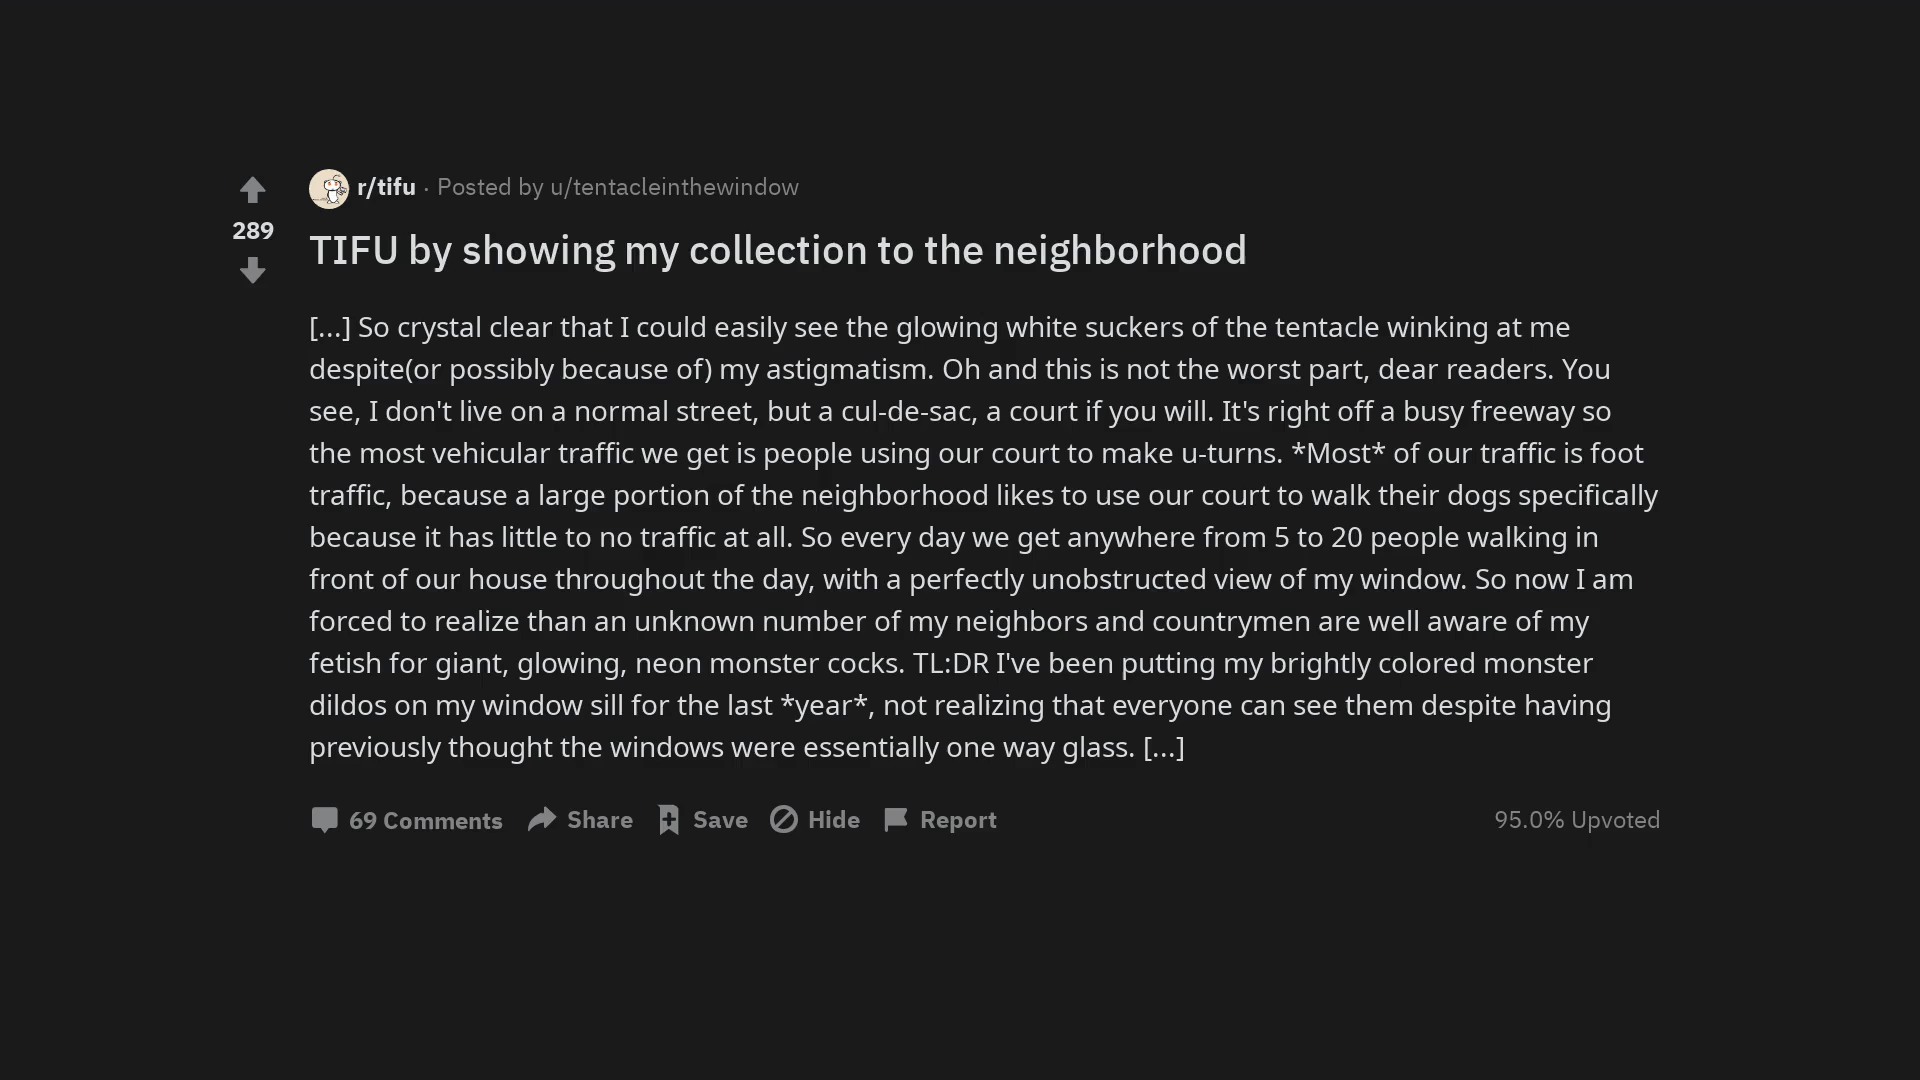 r/tifu · Posted by u/tentacleinthewindow
289
TIFU by showing my collection to the neighborhood
[...] So crystal clear that I could easily see the glowing white suckers of the tentacle winking at me
despite(or possibly because of) my astigmatism. Oh and this is not the worst part, dear readers. You
see, I don't live on a normal street, but a cul-de-sac, a court if you will. It's right off a busy freeway so
the most vehicular traffic we get is people using our court to make u-turns. *Most* of our traffic is foot
traffic, because a large portion of the neighborhood likes to use our court to walk their dogs specifically
because it has little to no traffic at all. So every day we get anywhere from 5 to 20 people walking in
front of our house throughout the day, with a perfectly unobstructed view of my window. So now I am
forced to realize than an unknown number of my neighbors and countrymen are well aware of my
fetish for giant, glowing, neon monster cocks. TL:DR I've been putting my brightly colored monster
dildos on my window sill for the last *year*, not realizing that everyone can see them despite having
previously thought the windows were essentially one way glass. [...]
69 Comments Share Save Hide Report 95.0% Upvoted